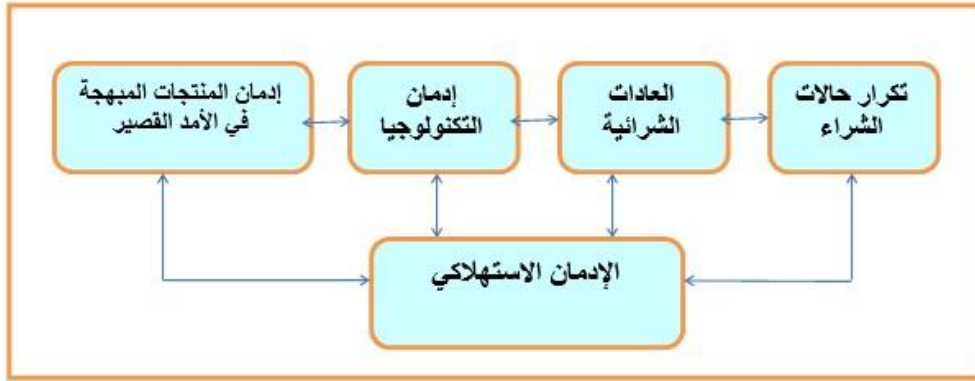 تكرار حالات
الشراء
العادات
الشرائية
إدمان
التكنولوجيا
إدمان المنتجات المبهجة
في الأمد القصير
الإدمان الاستهلاكي